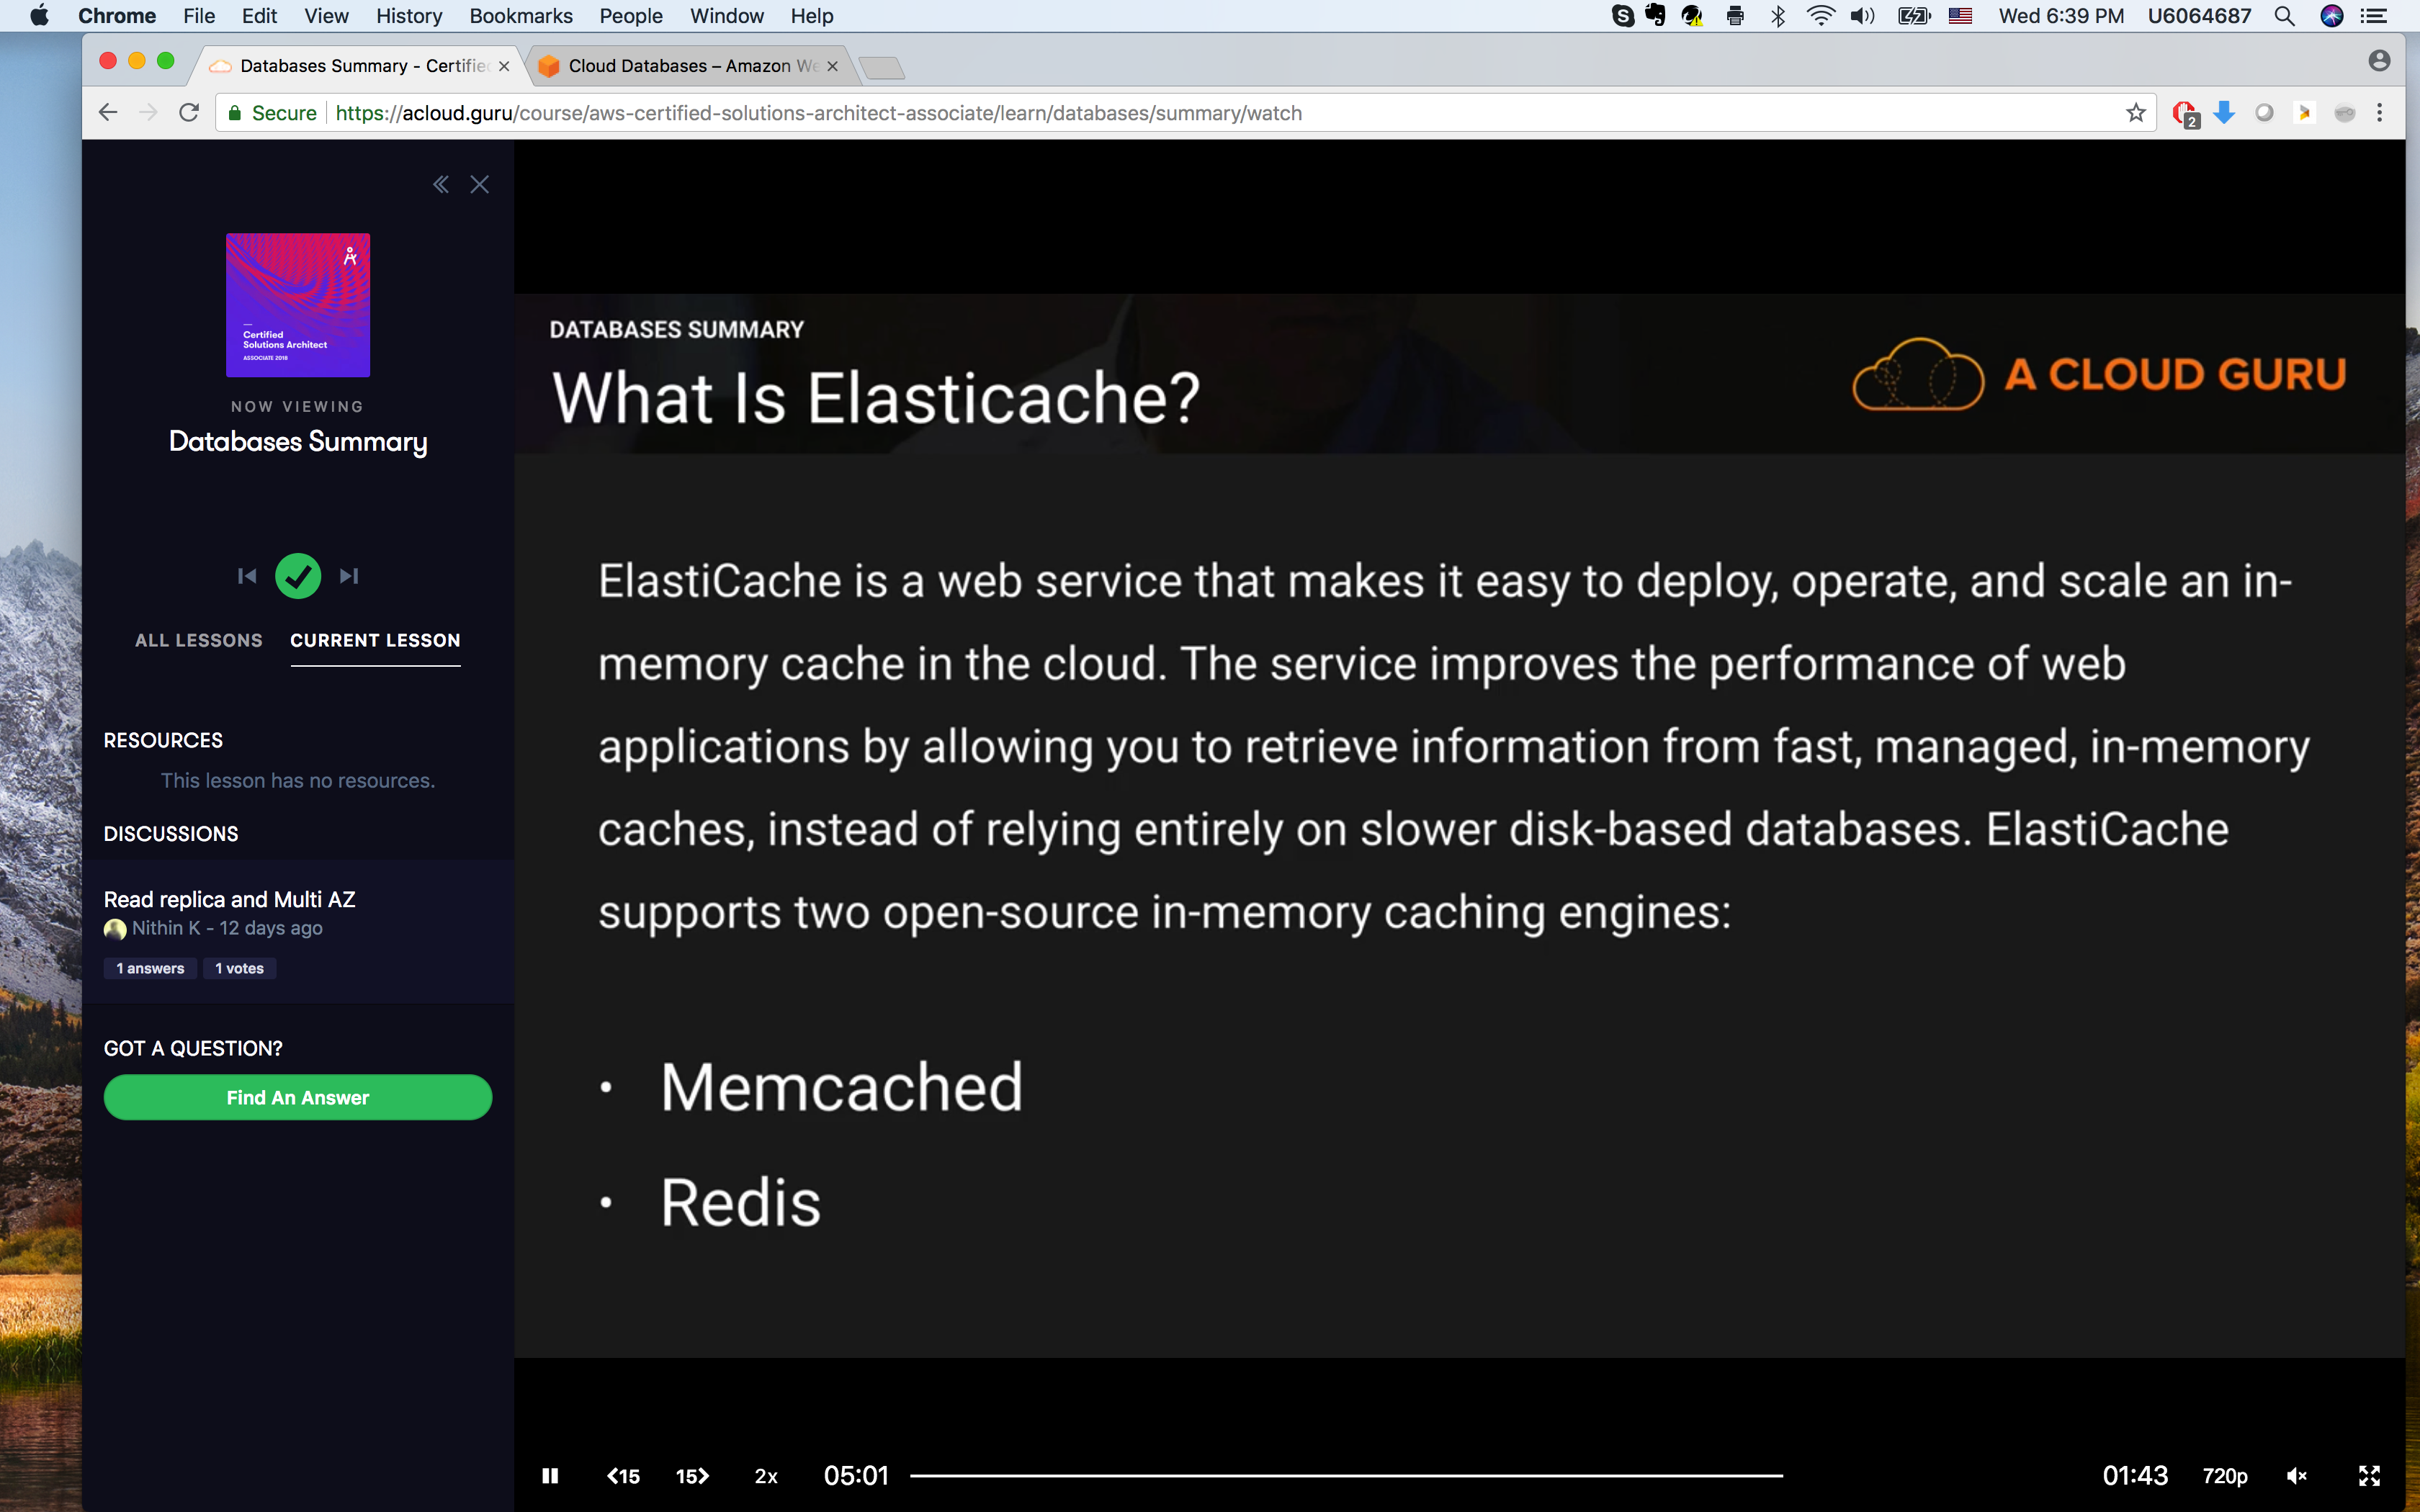 Chrome File Edit View History Bookmarks People Window Help
Wed 6:39 PM U6064687
Databases Summary - Certifie
Cloud Databases – Amazon We
Secure https://acloud.guru/course/aws-certified-solutions-architect-associate/learn/databases/summary/watch
2
Certified
Solutions Architect
ASSOCIATE 2018
NOW VIEWING
Databases Summary
ALL LESSONS CURRENT LESSON
RESOURCES
This lesson has no resources.
DISCUSSIONS
Read replica and Multi AZ
Nithin K - 12 days ago
1 answers 1 votes
GOT A QUESTION?
Find An Answer
DATABASES SUMMARY
What Is Elasticache?
A CLOUD GURU
ElastiCache is a web service that makes it easy to deploy, operate, and scale an in-
memory cache in the cloud. The service improves the performance of web
applications by allowing you to retrieve information from fast, managed, in-memory
caches, instead of relying entirely on slower disk-based databases. ElastiCache
supports two open-source in-memory caching engines:
• Memcached
• Redis
15 15 2x 05:01 01:43 720p